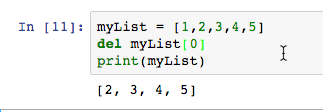 In [11]: myList = [1,2,3,4,5]
del myList[0]
print(myList)
[2, 3, 4, 5]